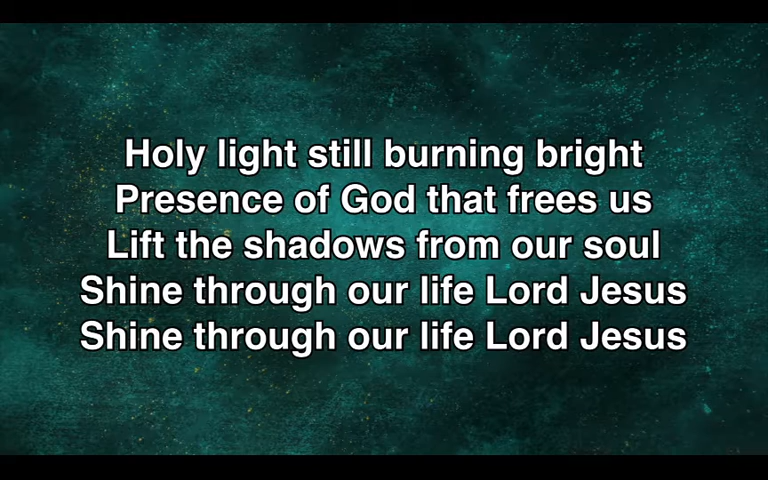 Holy light still burning bright
Presence of God that frees us
Lift the shadows from our soul
Shine through our life Lord Jesus
Shine through our life Lord Jesus